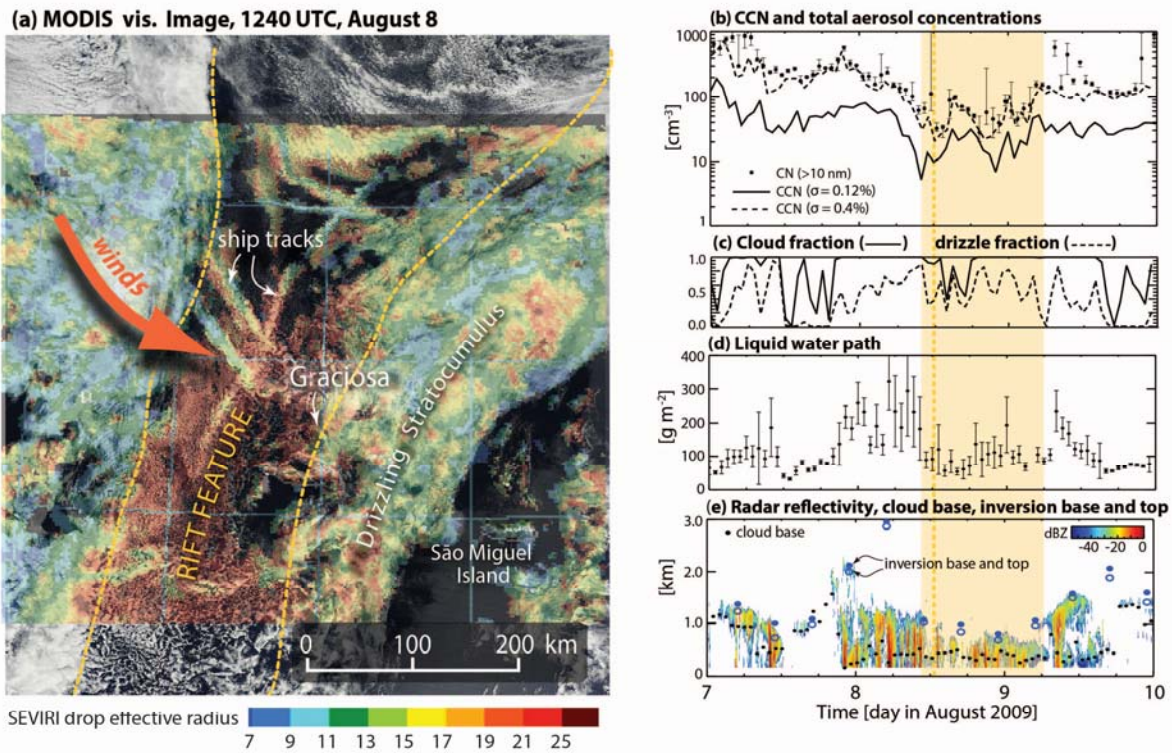 (a) MODIS vis. Image, 1240 UTC, August 8
winds
ship tracks
Graciosa
RIFT FEATURE
Drizzling Stratocumulus
São Miguel
Island
0 100 200 km
SEVIRI drop effective radius
7 9 11 13 15 17 19 21 25
(b) CCN and total aerosol concentrations
[cm⁻³]
1000
100
10
1
CN (>10 nm)
CCN (σ = 0.12%)
CCN (σ = 0.4%)
(c) Cloud fraction ( ) drizzle fraction ( )
1.0
0.5
0.0
(d) Liquid water path
[g m⁻²]
400
300
200
100
0
(e) Radar reflectivity, cloud base, inversion base and top
[km]
3.0
2.0
1.0
0
cloud base
dBZ
-40 -20 0
inversion base and top
7 8 9 10
Time [day in August 2009]